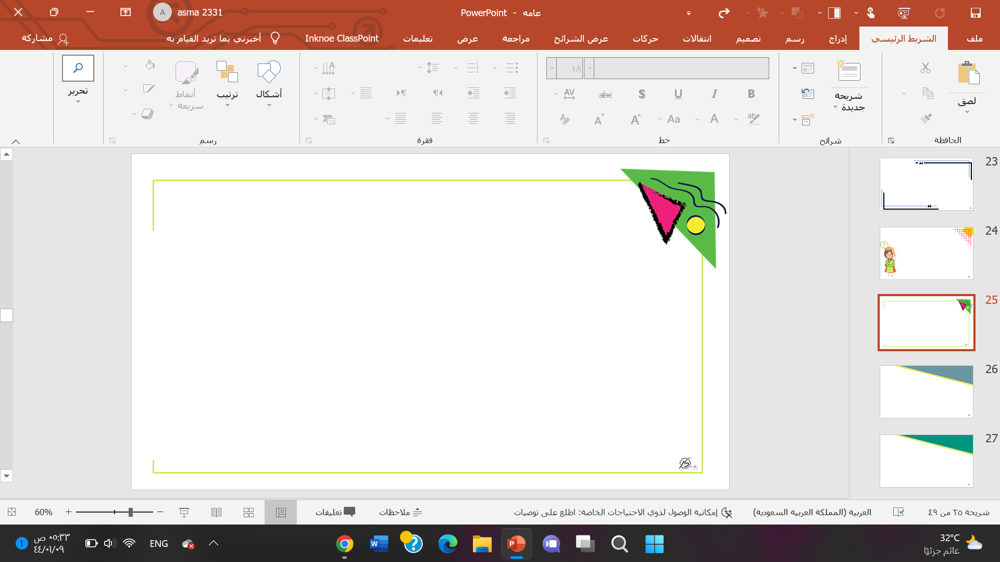 asma 2331
A
عامه - PowerPoint
ملف
الشريط الرئيسي
إدراج
رسم
تصميم
انتقالات
حركات
عرض الشرائح
مراجعة
عرض
تعليمات
Inknoe ClassPoint
أخبرني بما تريد القيام به
مشاركة
لصق
الحافظة
شريحة
جديدة
شرائح
١٨
B I U S abc AV
ab A Aa A A A
خط
فقرة
أشكال
ترتيب
أنماط
سريعة
رسم
تحرير
23
24
25
26
27
شريحة ٢٥ من ٤٩
العربية (المملكة العربية السعودية)
إمكانية الوصول لذوي الاحتياجات الخاصة: اطلع على توصيات
ملاحظات
تعليقات
60%
32°C
غائم جزئيًا
ENG
٠٥:٣٣ ص
٤٤/٠١/٠٩
١